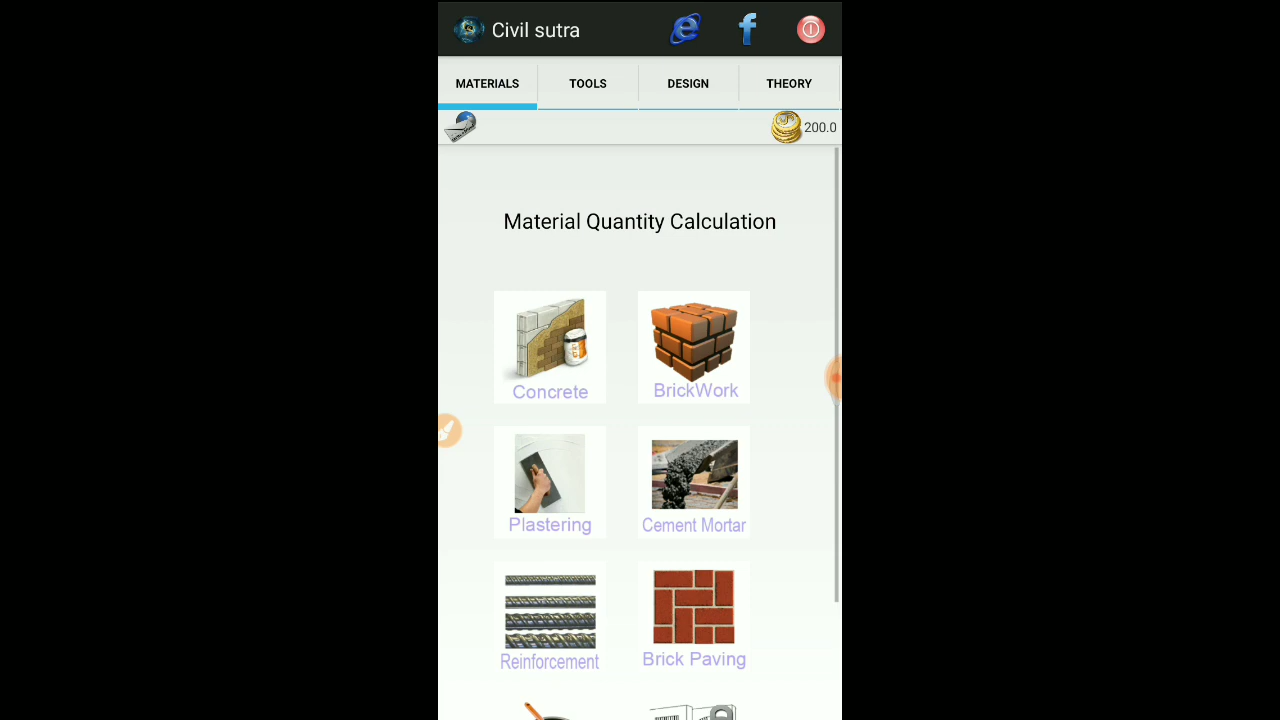 Civil sutra
MATERIALS TOOLS DESIGN THEORY
200.0
Material Quantity Calculation
Concrete BrickWork
Plastering Cement Mortar
Reinforcement Brick Paving